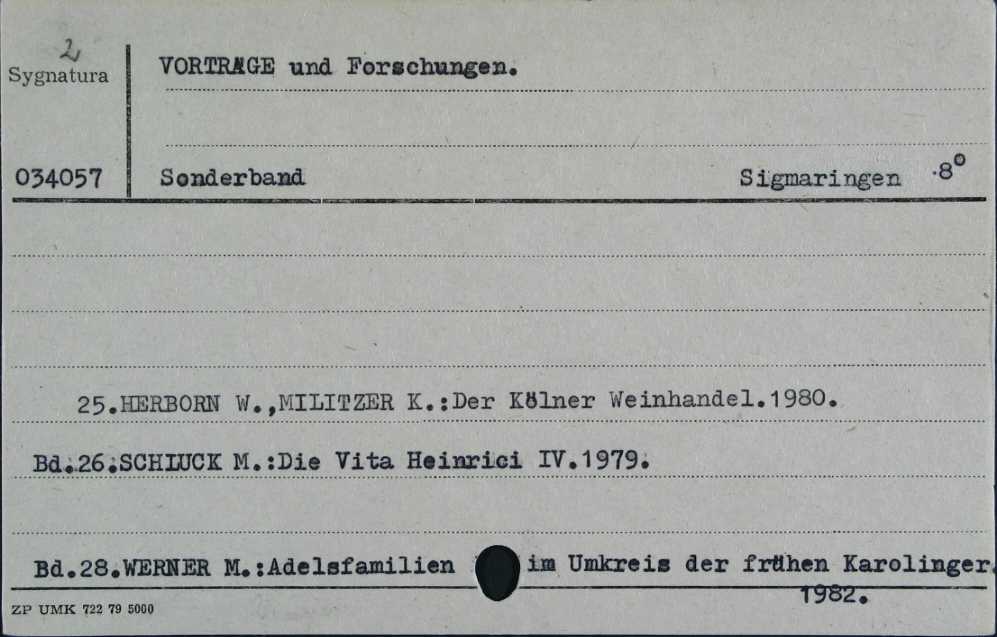 2
Sygnatura
VORTRÄGE und Forschungen.
034057
Sonderband Sigmaringen 8°
25.HERBORN W.,MILITZER K.:Der Kölner Weinhandel.1980.
Bd.26.SCHLUCK M.:Die Vita Heinrici IV.1979.
Bd.28.WERNER M.:Adelsfamilien im Umkreis der frühen Karolinger.
1982.
ZP UMK 722 79 5000